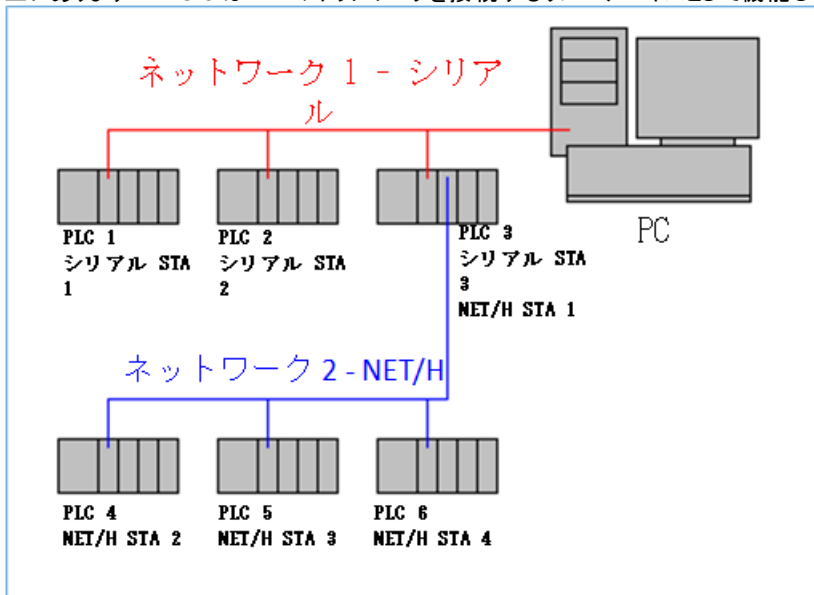 ネットワーク 1 - シリア
ル
PC
PLC 1
シリアル STA
1
PLC 2
シリアル STA
2
PLC 3
シリアル STA
3
NET/H STA 1
ネットワーク 2 - NET/H
PLC 4
NET/H STA 2
PLC 5
NET/H STA 3
PLC 6
NET/H STA 4